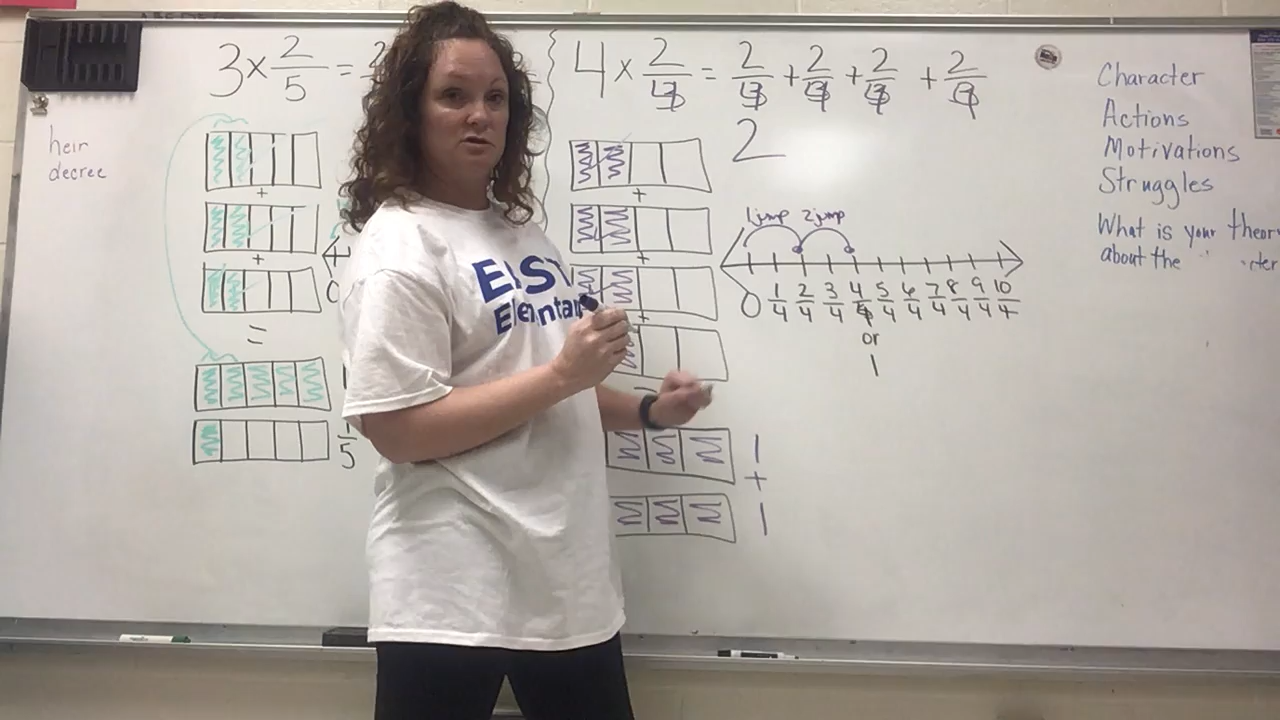 3 × 2/5 =
heir
decree
+
+
=
1/5
4 × 2/4 = 2/4 + 2/4 + 2/4 + 2/4
2
+
+
+
1
+
1
1 jump 2 jump
0 1/4 2/4 3/4 4/4 5/4 6/4 7/4 8/4 9/4 10/4
or
1
Character
Actions
Motivations
Struggles
What is your theory
about the
EAST
Elementary